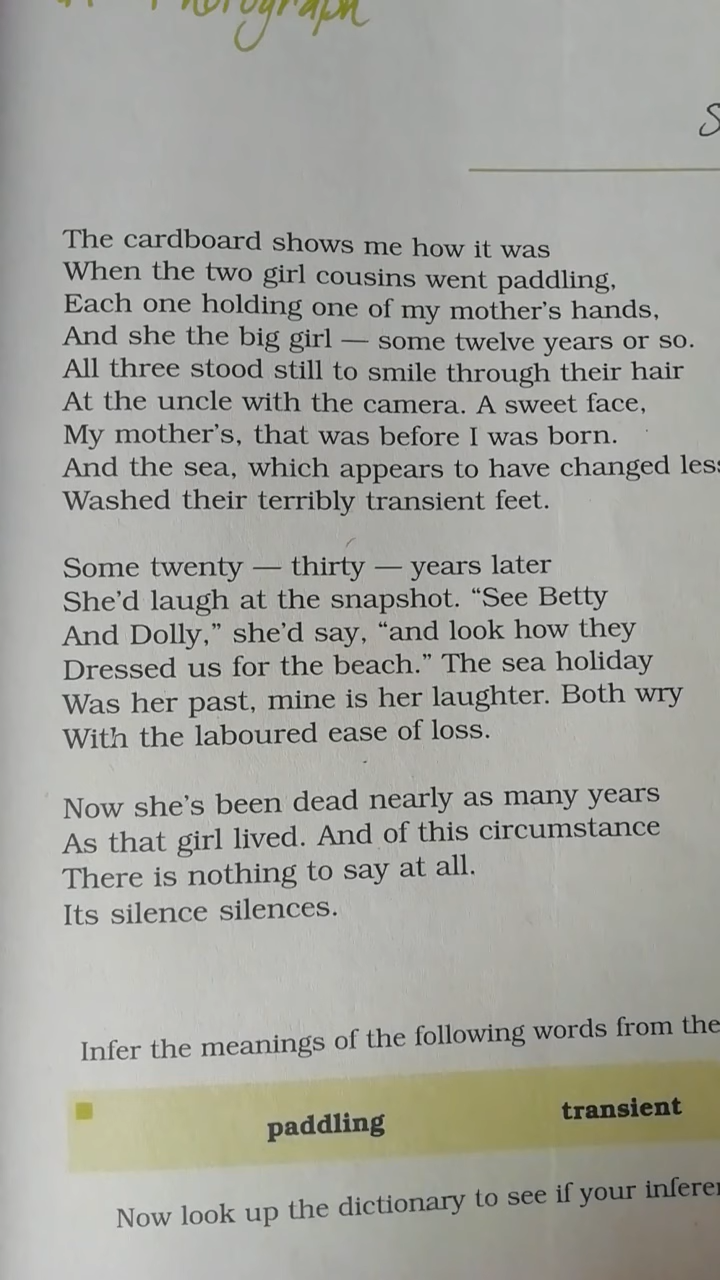 Photograph
The cardboard shows me how it was
When the two girl cousins went paddling,
Each one holding one of my mother's hands,
And she the big girl — some twelve years or so.
All three stood still to smile through their hair
At the uncle with the camera. A sweet face,
My mother's, that was before I was born.
And the sea, which appears to have changed less
Washed their terribly transient feet.
Some twenty — thirty — years later
She'd laugh at the snapshot. “See Betty
And Dolly,” she'd say, “and look how they
Dressed us for the beach.” The sea holiday
Was her past, mine is her laughter. Both wry
With the laboured ease of loss.
Now she's been dead nearly as many years
As that girl lived. And of this circumstance
There is nothing to say at all.
Its silence silences.
Infer the meanings of the following words from the
paddling transient
Now look up the dictionary to see if your